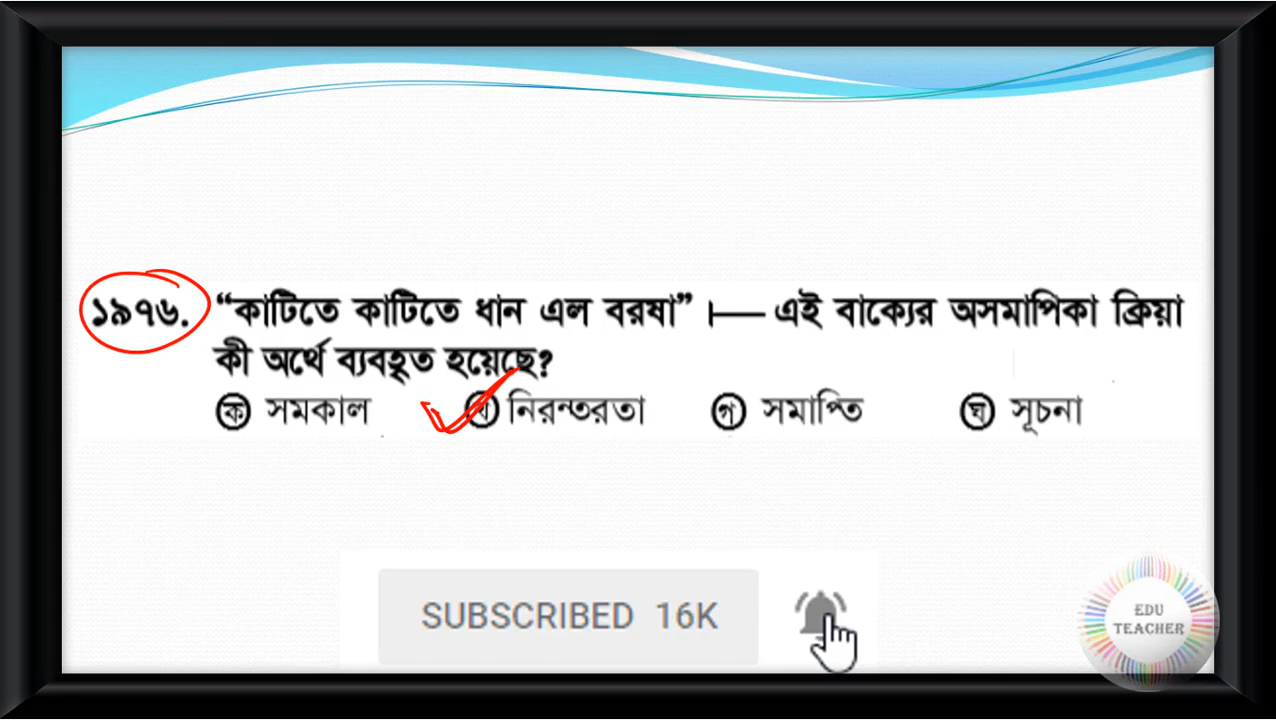 ১৯৭৬. “কাটিতে কাটিতে ধান এল বরষা” ।— এই বাক্যের অসমাপিকা ক্রিয়া
কী অর্থে ব্যবহৃত হয়েছে?
ক সমকাল খ নিরন্তরতা গ সমাপ্তি ঘ সূচনা
SUBSCRIBED 16K
EDU
TEACHER